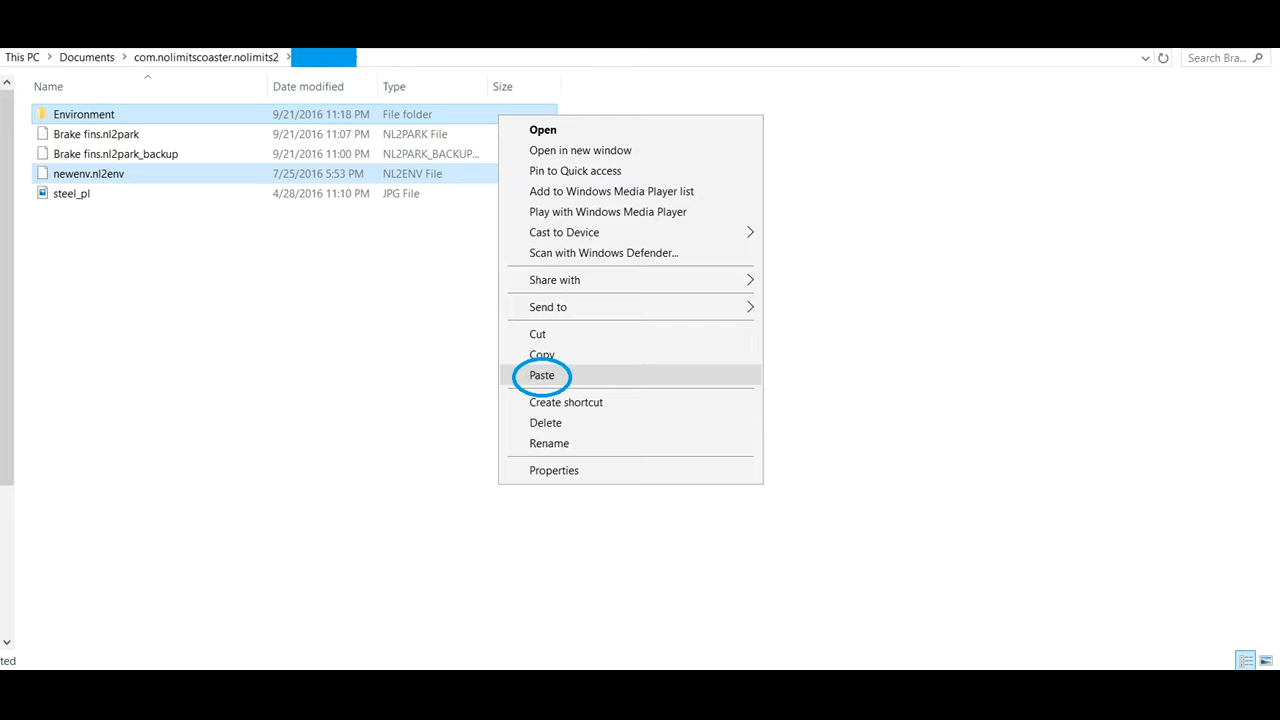 This PC > Documents > com.nolimitscoaster.nolimits2 >
Search Bra...
Name Date modified Type Size
Environment 9/21/2016 11:18 PM File folder
Brake fins.nl2park 9/21/2016 11:07 PM NL2PARK File
Brake fins.nl2park_backup 9/21/2016 11:00 PM NL2PARK_BACKUP...
newenv.nl2env 7/25/2016 5:53 PM NL2ENV File
steel_pl 4/28/2016 11:10 PM JPG File
Open
Open in new window
Pin to Quick access
Add to Windows Media Player list
Play with Windows Media Player
Cast to Device
Scan with Windows Defender...
Share with
Send to
Cut
Copy
Paste
Create shortcut
Delete
Rename
Properties
ted